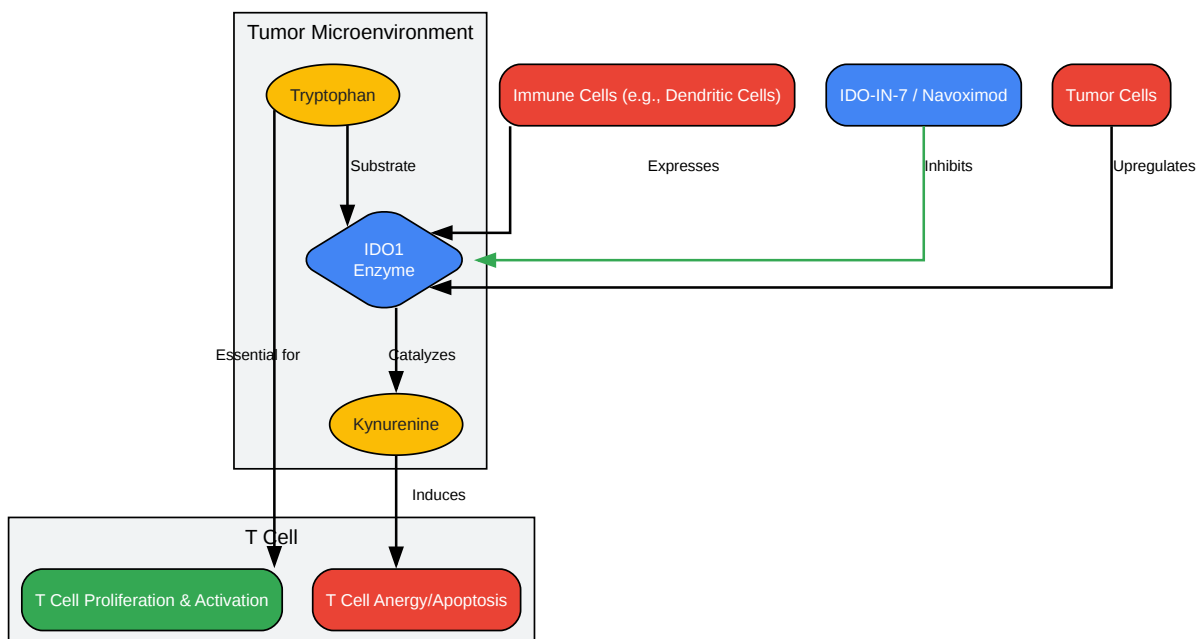 Tumor Microenvironment
Tryptophan
Immune Cells (e.g., Dendritic Cells)
IDO-IN-7 / Navoximod
Tumor Cells
Substrate
Expresses
Inhibits
Upregulates
IDO1
Enzyme
Essential for
Catalyzes
Kynurenine
Induces
T Cell
T Cell Proliferation & Activation
T Cell Anergy/Apoptosis